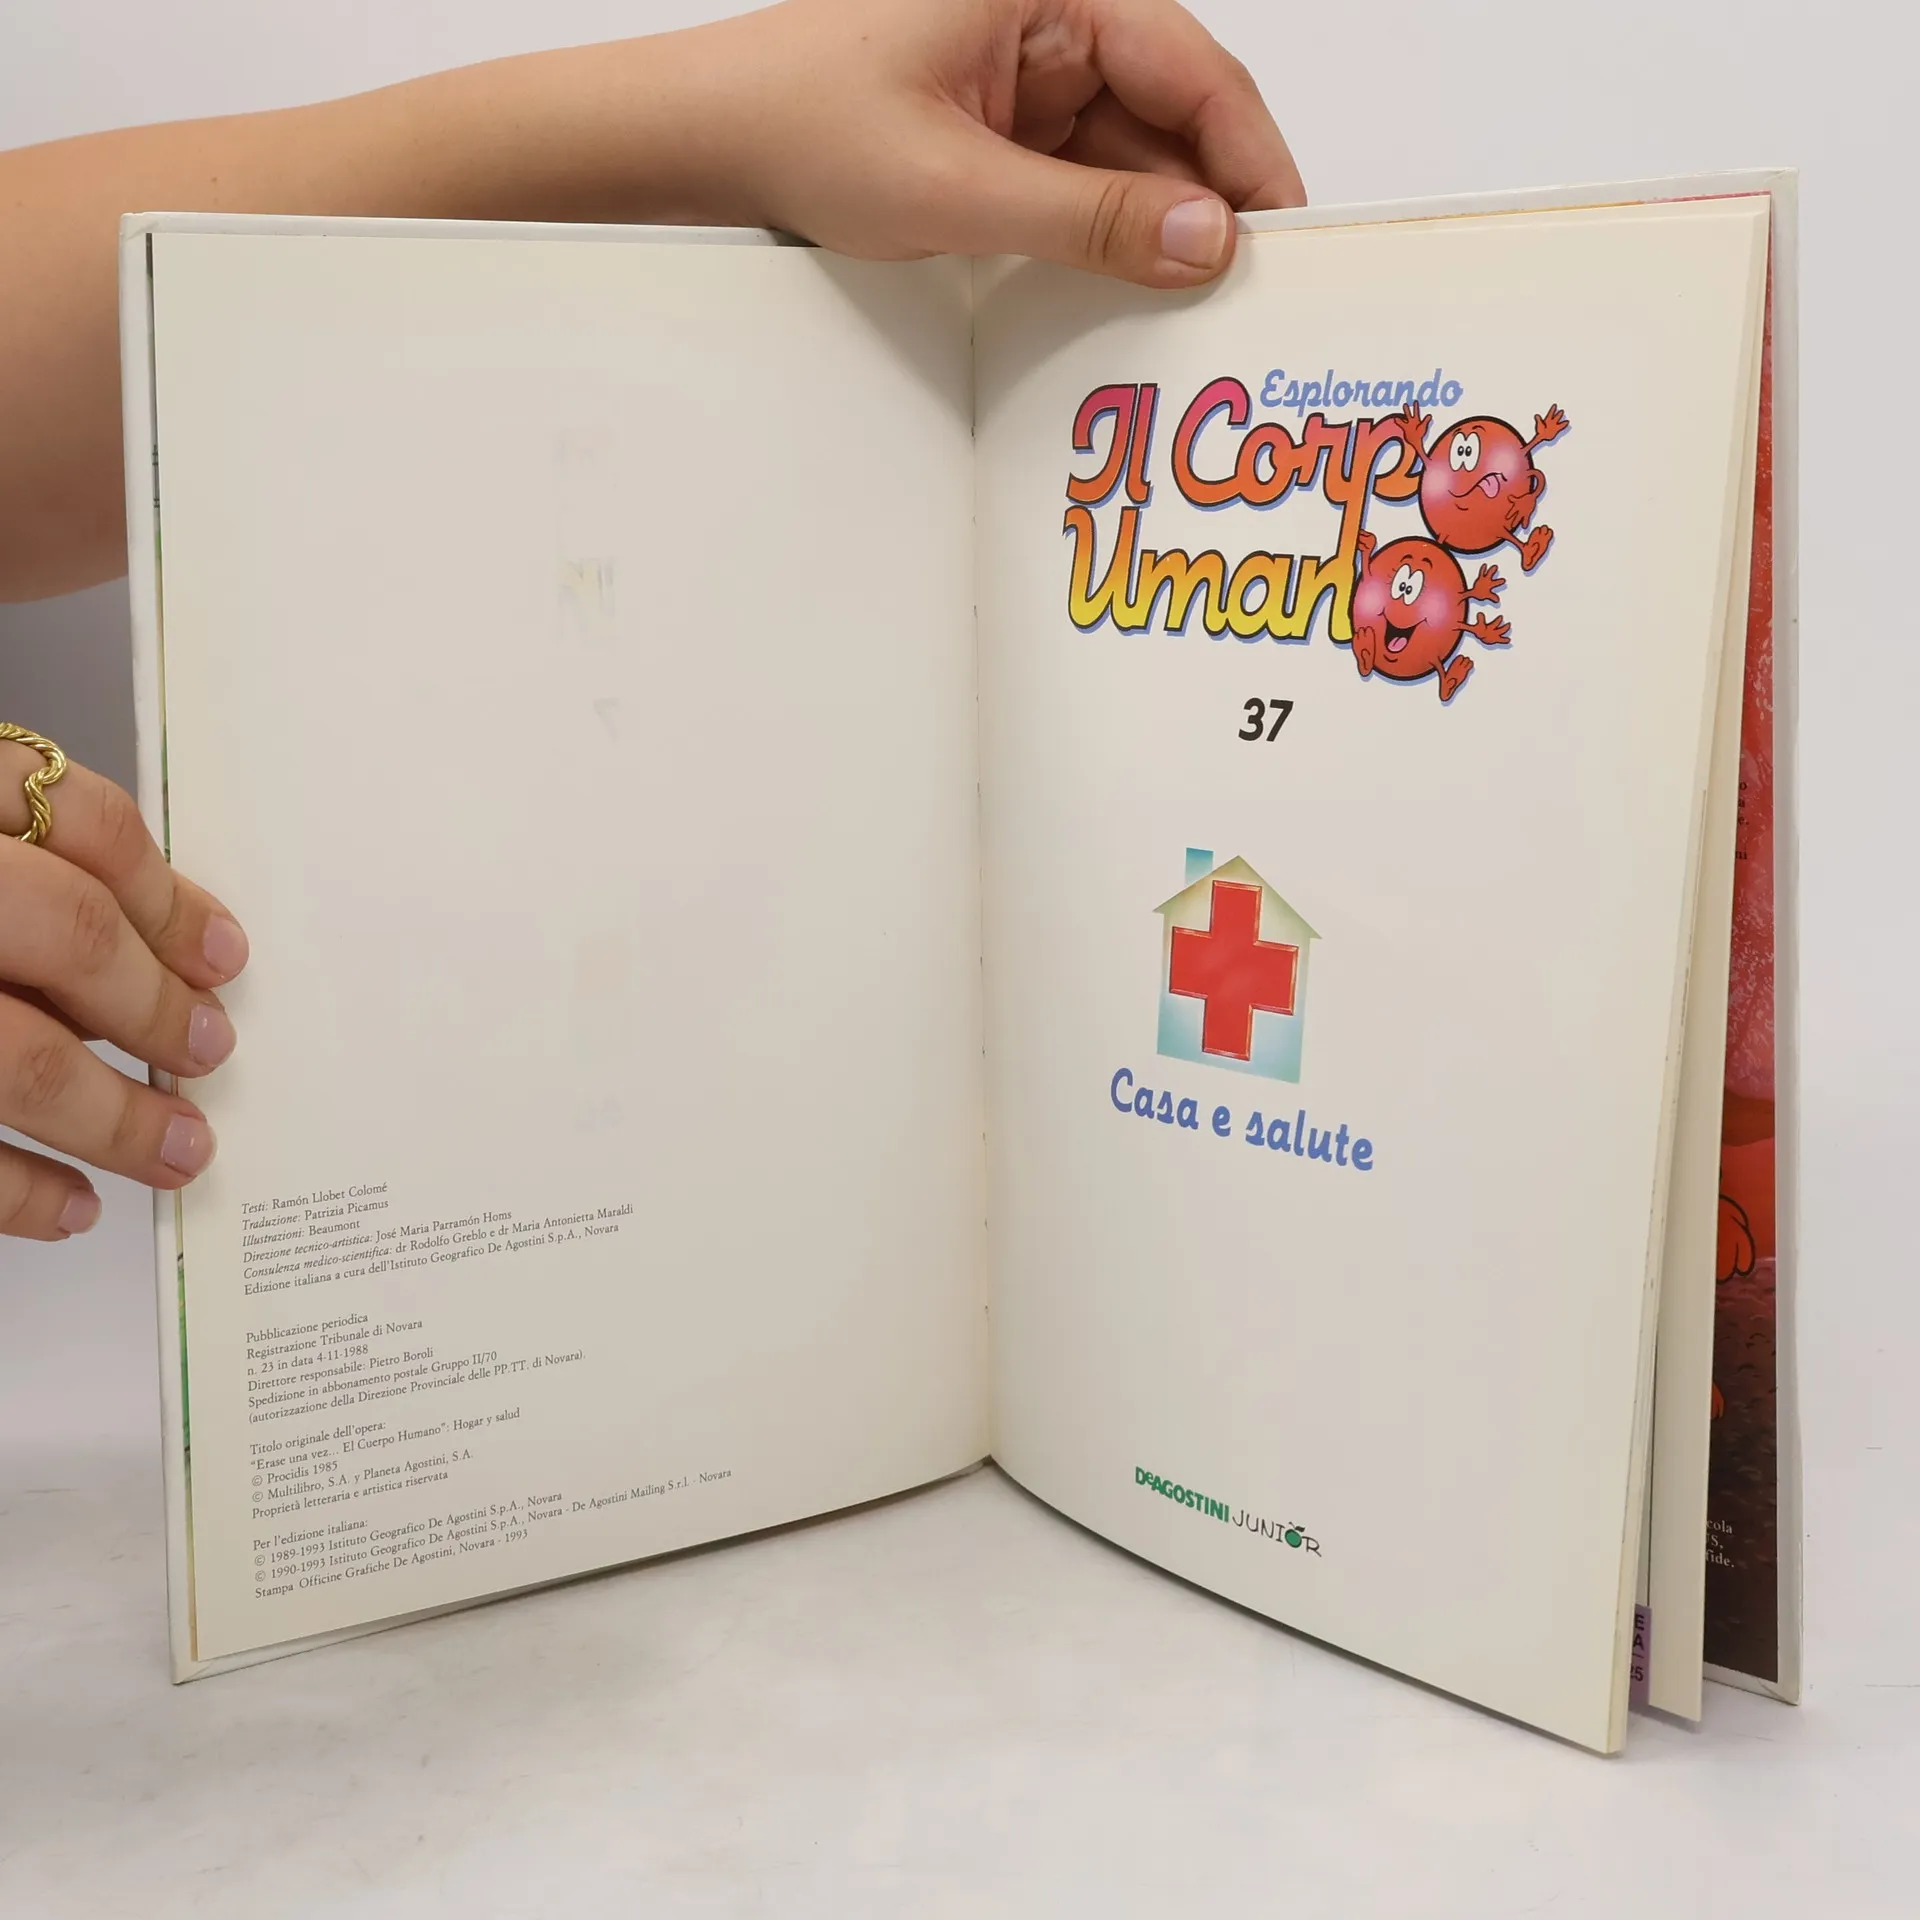 Testi: Ramón Llobet Colomé
Traduzione: Patrizia Picamus
Illustrazioni: Beaumont
Direzione tecnico-artistica: José Maria Parramón Homs
Consulenza medico-scientifica: dr Rodolfo Greblo e dr Maria Antonietta Maraldi
Edizione italiana a cura dell'Istituto Geografico De Agostini S.p.A., Novara
Pubblicazione periodica
Registrazione Tribunale di Novara
n. 23 in data 4-11-1988
Direttore responsabile: Pietro Boroli
Spedizione in abbonamento postale Gruppo II/70
(autorizzazione della Direzione Provinciale delle PP.TT. di Novara).
Titolo originale dell'opera:
"Erase una vez... El Cuerpo Humano": Hogar y salud
© Procidis 1985
© Multilibro, S.A. y Planeta Agostini, S.A.
Proprietà letteraria e artistica riservata
Per l'edizione italiana:
© 1989-1993 Istituto Geografico De Agostini S.p.A., Novara
© 1990-1993 Istituto Geografico De Agostini S.p.A., Novara - De Agostini Mailing S.r.l. - Novara
Stampa Officine Grafiche De Agostini, Novara - 1993
Esplorando
Il Corpo
Umano
37
Casa e salute
DeAGOSTINI JUNIOR